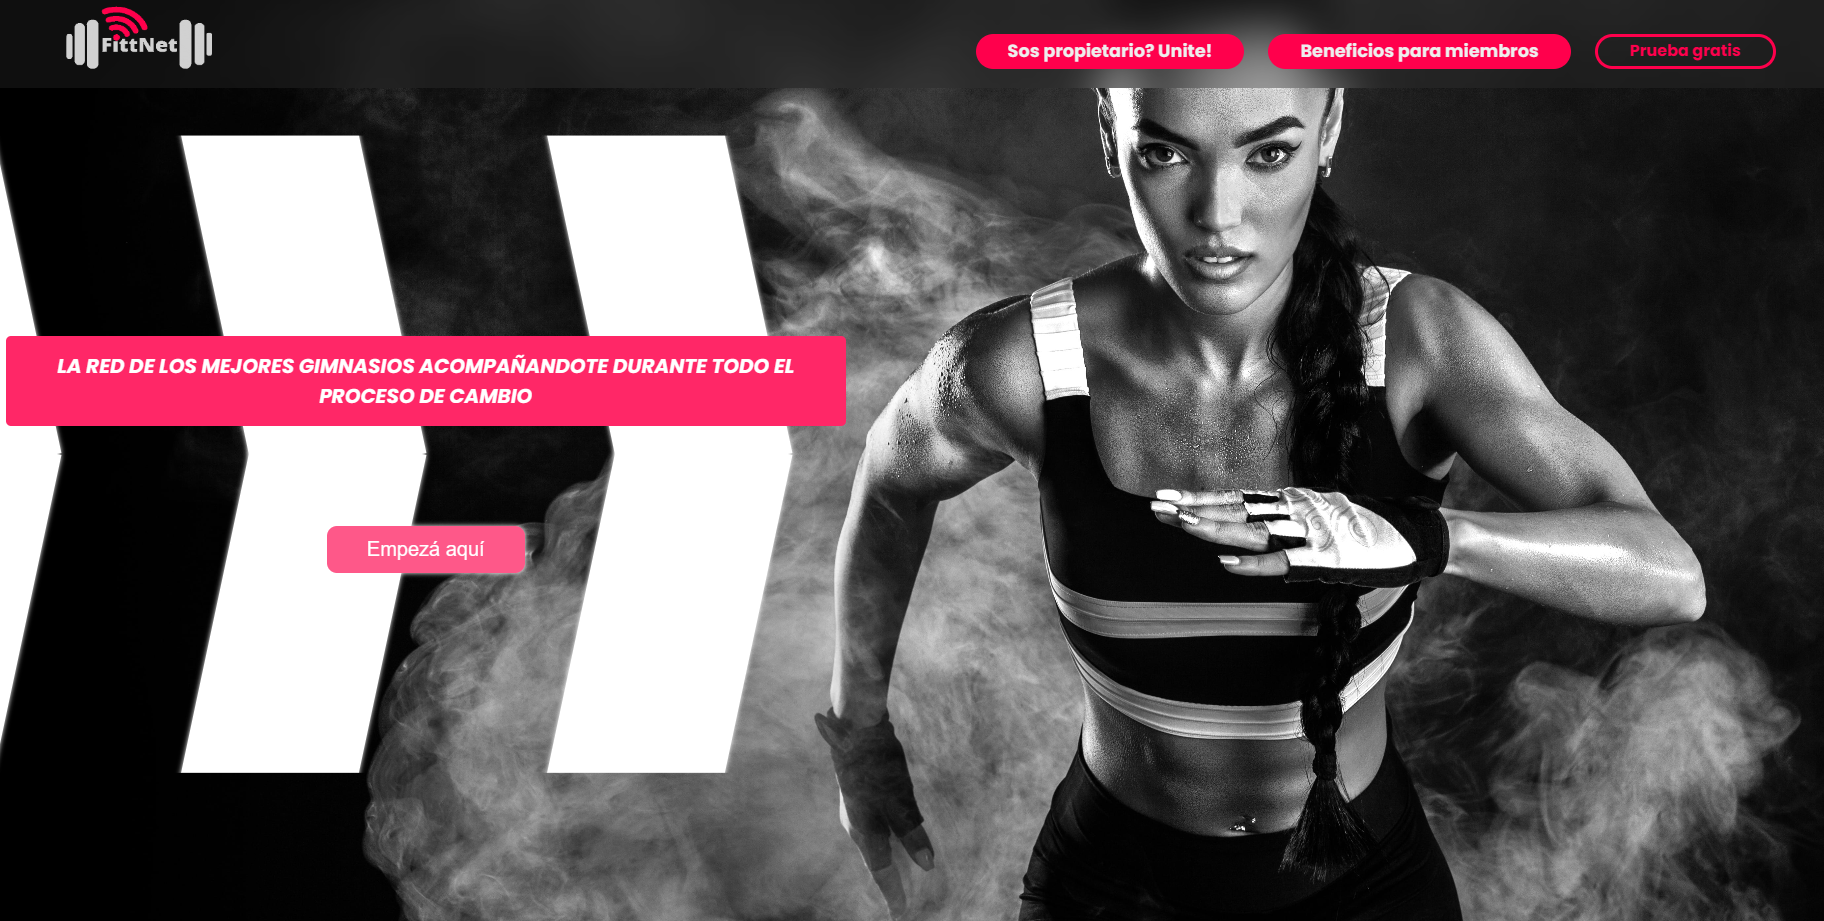 FittNet
Sos propietario? Unite!
Beneficios para miembros
Prueba gratis
LA RED DE LOS MEJORES GIMNASIOS ACOMPAÑANDOTE DURANTE TODO EL
PROCESO DE CAMBIO
Empezá aquí